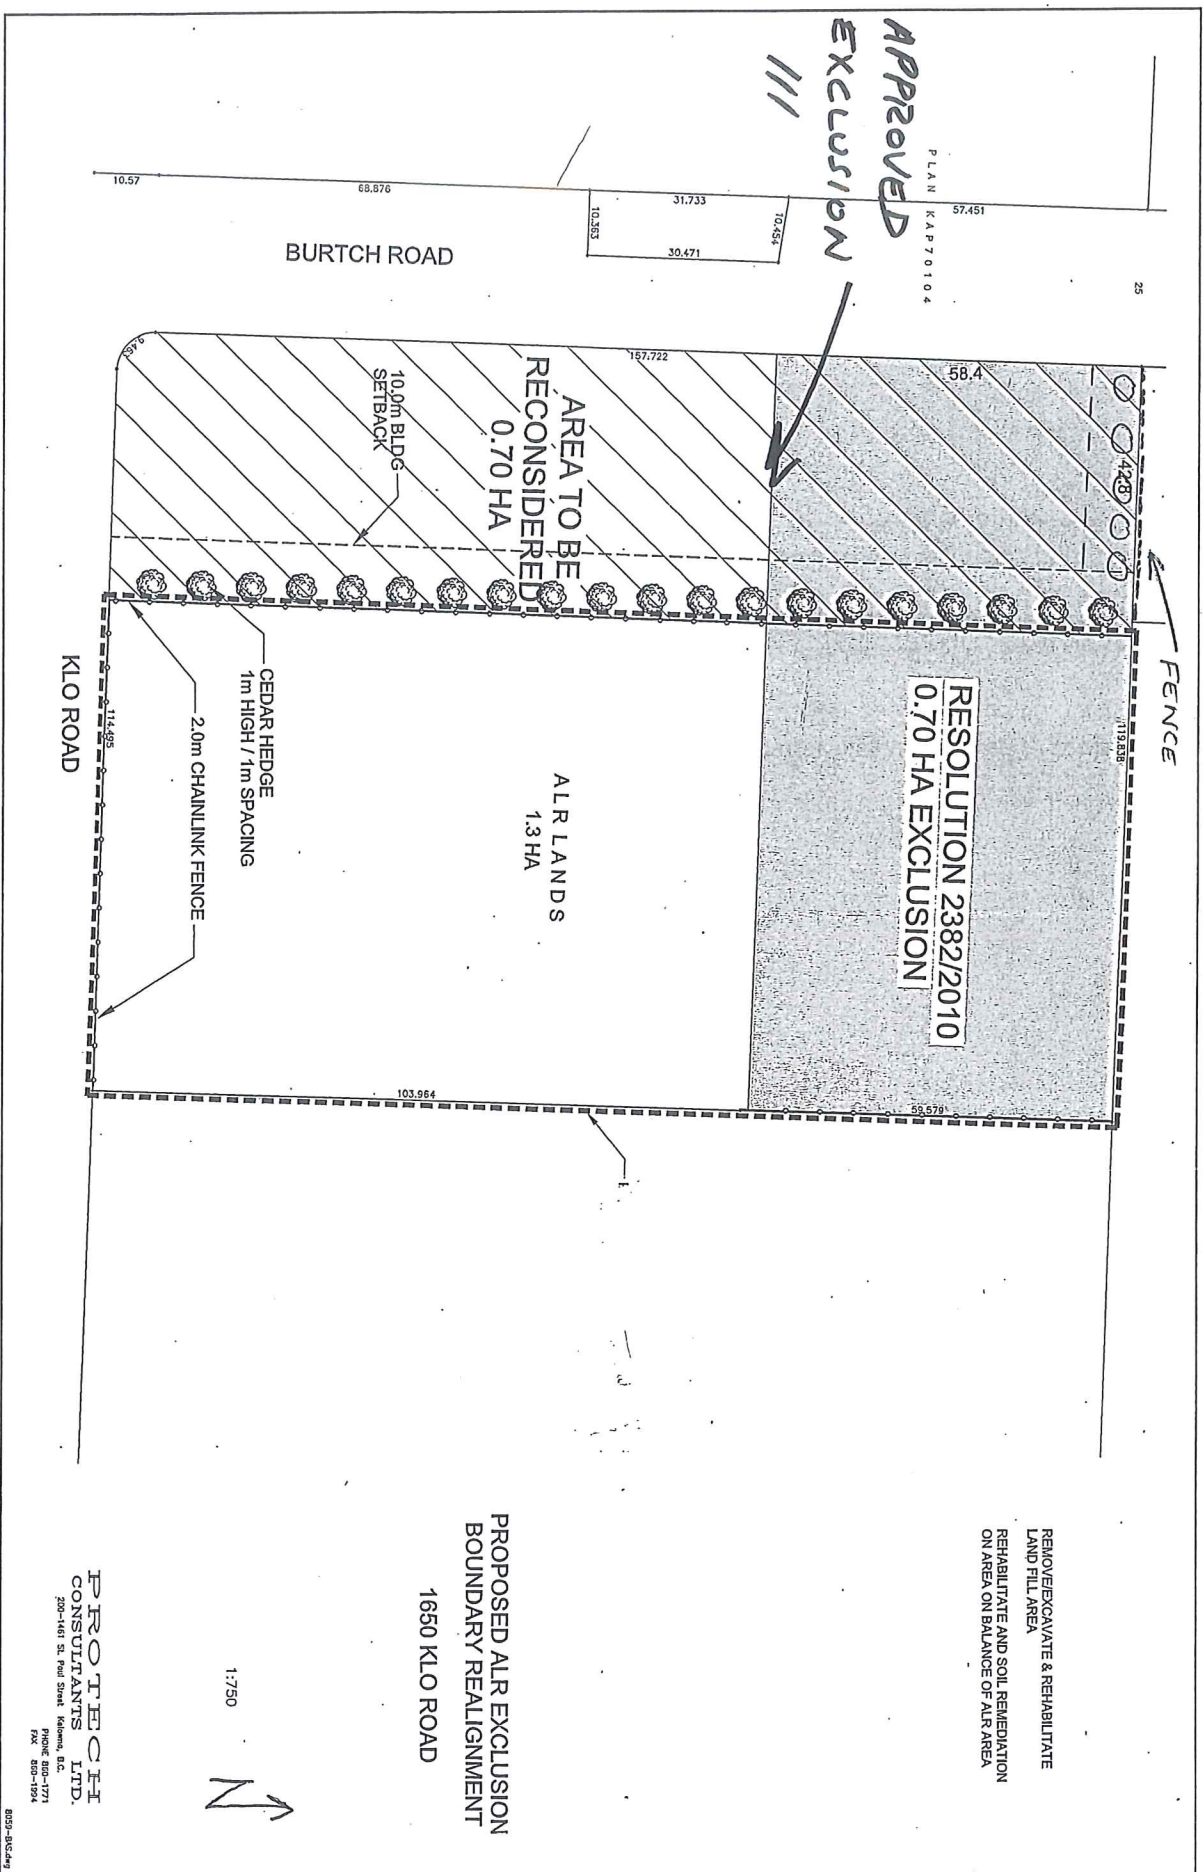 APPROVED
EXCLUSION
///
PLAN KAP70104
57.451
25
10.57
68.876
31.733
10.363
10.454
30.471
BURTCH ROAD
FENCE
157.722
58.4
42.8
9.457
10.0m BLDG
SETBACK
AREA TO BE
RECONSIDERED
0.70 HA
RESOLUTION 2382/2010
0.70 HA EXCLUSION
119.838
ALR LANDS
1.3 HA
CEDAR HEDGE
1m HIGH / 1m SPACING
2.0m CHAINLINK FENCE
114.495
KLO ROAD
103.964
59.579
REMOVE/EXCAVATE & REHABILITATE
LAND FILL AREA
REHABILITATE AND SOIL REMEDIATION
ON AREA ON BALANCE OF ALR AREA
PROPOSED ALR EXCLUSION
BOUNDARY REALIGNMENT
1650 KLO ROAD
1:750
N
PROTECH
CONSULTANTS LTD.
200-1461 St. Paul Street Kelowna, B.C.
PHONE 860-1771
FAX 860-1994
8059-BAS.dwg